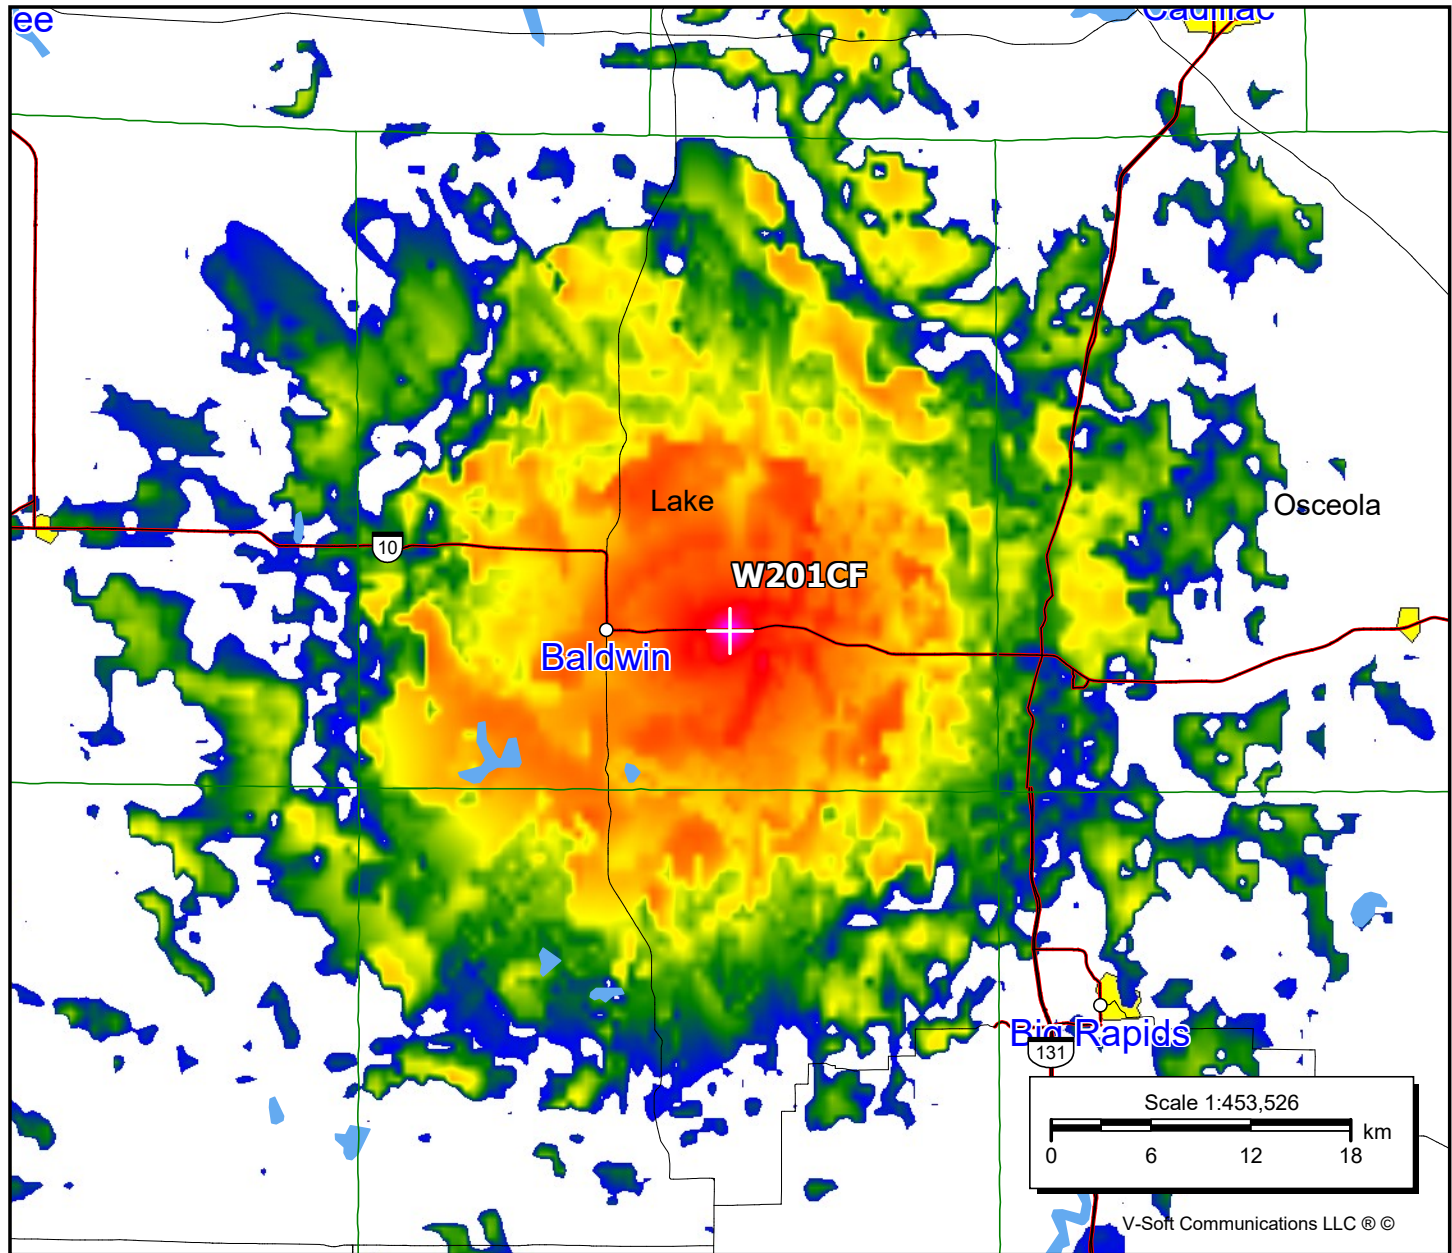 ee
Cadillac
Lake
Osceola
10
W201CF
Baldwin
Big Rapids
131
Scale 1:453,526
km
0 6 12 18
V-Soft Communications LLC ® ©